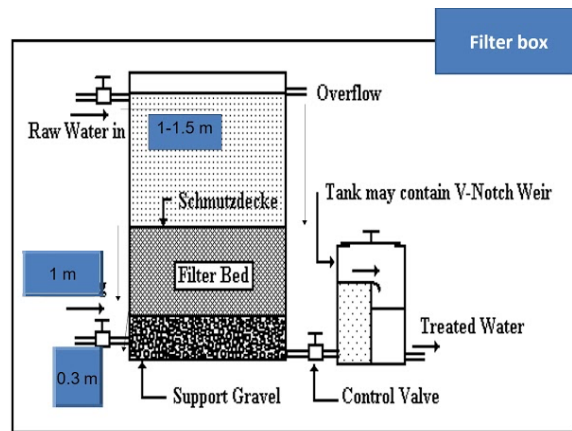 Filter box
Overflow
Raw Water in
1-1.5 m
Tank may contain V-Notch Weir
Schmutzdecke
1 m
Filter Bed
g
0.3 m
Treated Water
Support Gravel
Control Valve